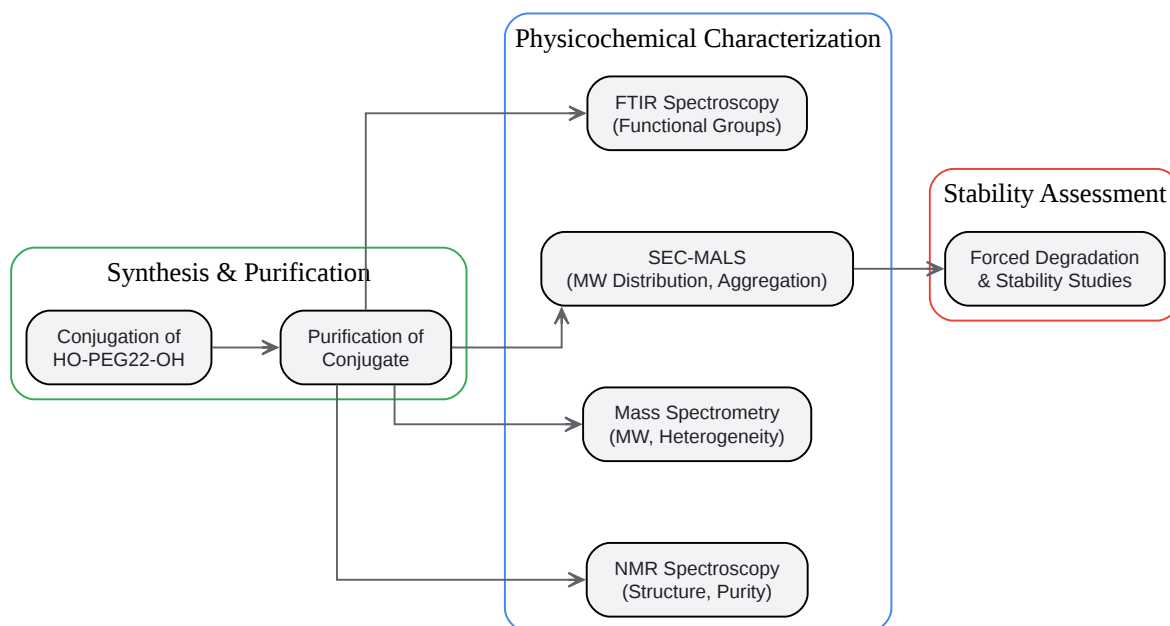 Physicochemical Characterization
FTIR Spectroscopy
(Functional Groups)
Stability Assessment
SEC-MALS
(MW Distribution, Aggregation)
Forced Degradation
& Stability Studies
Synthesis & Purification
Conjugation of
HO-PEG22-OH
Purification of
Conjugate
Mass Spectrometry
(MW, Heterogeneity)
NMR Spectroscopy
(Structure, Purity)